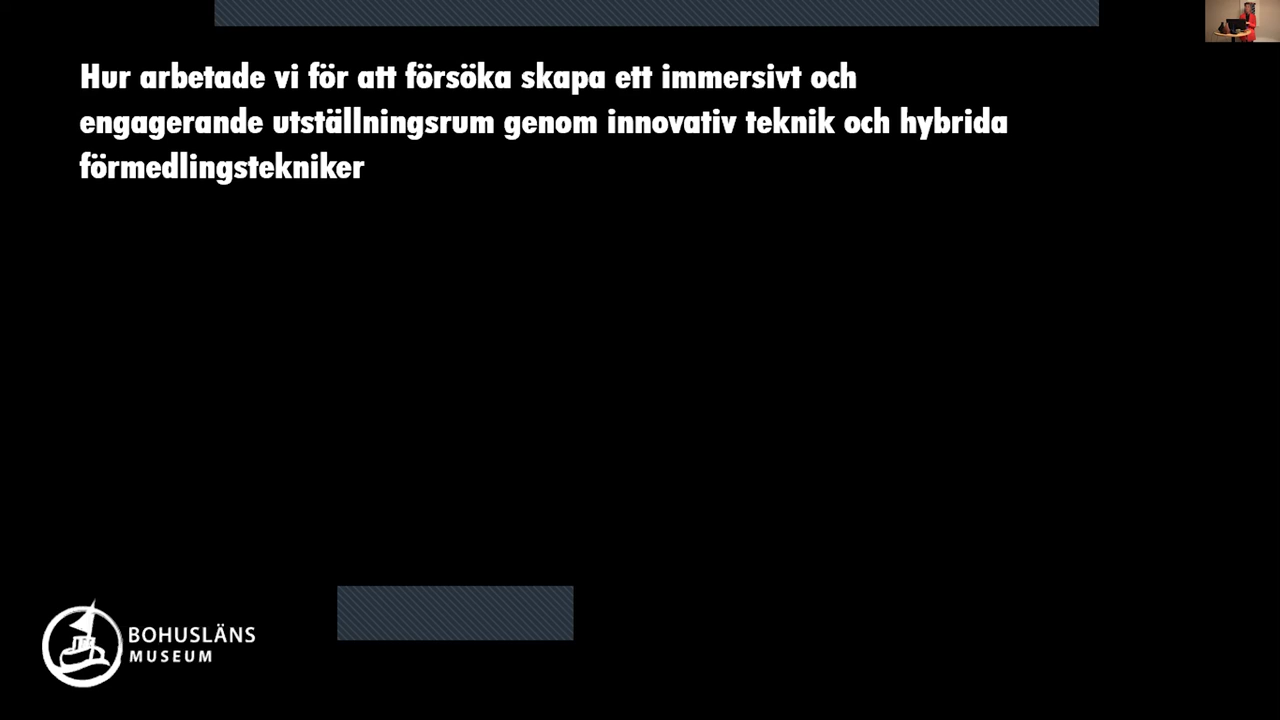 Hur arbetade vi för att försöka skapa ett immersivt och
engagerande utställningsrum genom innovativ teknik och hybrida
förmedlingstekniker
BOHUSLÄNS
MUSEUM